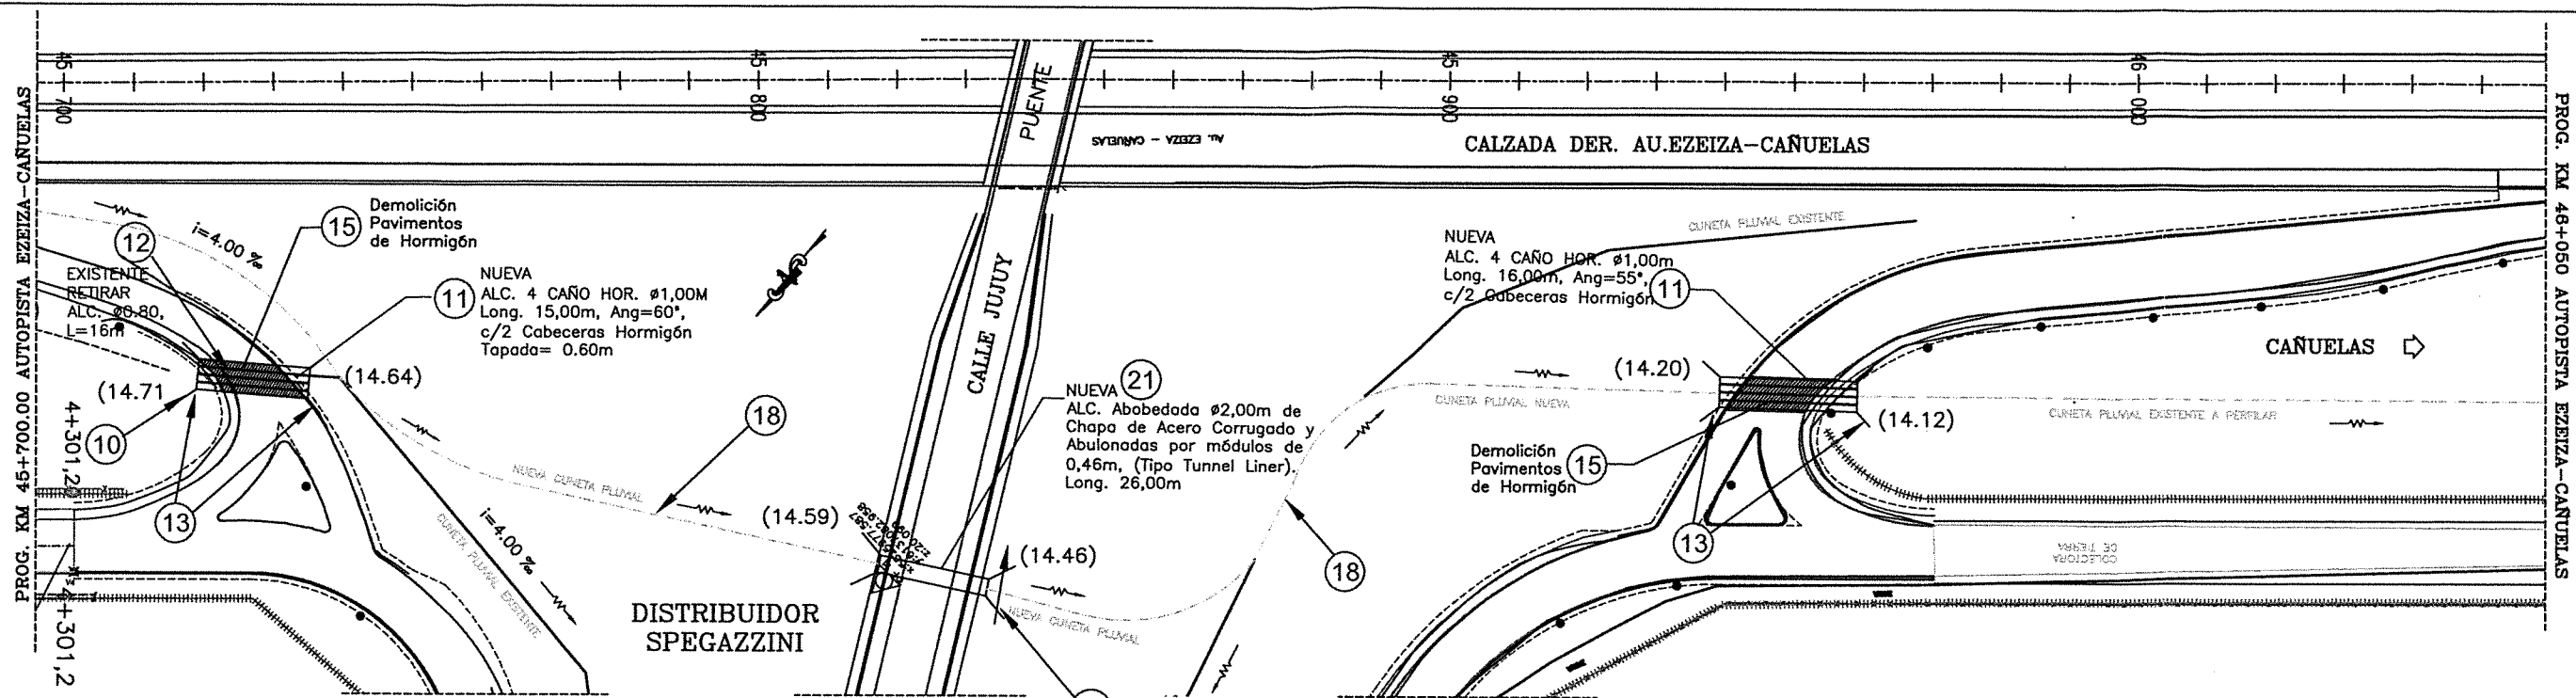 PROG. KM 45+700.00 AUTOPISTA EZEIZA-CAÑUELAS
45
700
45
800
45
900
46
000
PUENTE
AU. EZEIZA - CAÑUELAS
CALZADA DER. AU.EZEIZA-CAÑUELAS
PROG. KM 46+050 AUTOPISTA EZEIZA-CAÑUELAS
12
i=4.00 ‰
15
Demolición
Pavimentos
de Hormigón
EXISTENTE
RETIRAR
ALC. ø0.80,
L=16m
11
NUEVA
ALC. 4 CAÑO HOR. ø1,00M
Long. 15,00m, Ang=60°,
c/2 Cabeceras Hormigón
Tapada= 0.60m
(14.71
(14.64)
10
13
4+301,2
4+301,2
18
NUEVA CUNETA PLUVIAL
i=4.00 ‰
CUNETA PLUVIAL EXISTENTE
DISTRIBUIDOR
SPEGAZZINI
CALLE JUJUY
(14.59)
(14.46)
NUEVA
21
ALC. Abobedada ø2,00m de
Chapa de Acero Corrugado y
Abulonadas por módulos de
0,46m, (Tipo Tunnel Liner).
Long. 26,00m
NUEVA CUNETA PLUVIAL
18
CUNETA PLUVIAL EXISTENTE
NUEVA
ALC. 4 CAÑO HOR. ø1,00m
Long. 16,00m, Ang=55°,
c/2 Cabeceras Hormigón
11
(14.20)
(14.12)
CUNETA PLUVIAL NUEVA
CUNETA PLUVIAL EXISTENTE A PERFILAR
CAÑUELAS
Demolición
Pavimentos
de Hormigón
15
13
COLECTORA
DE TIERRA